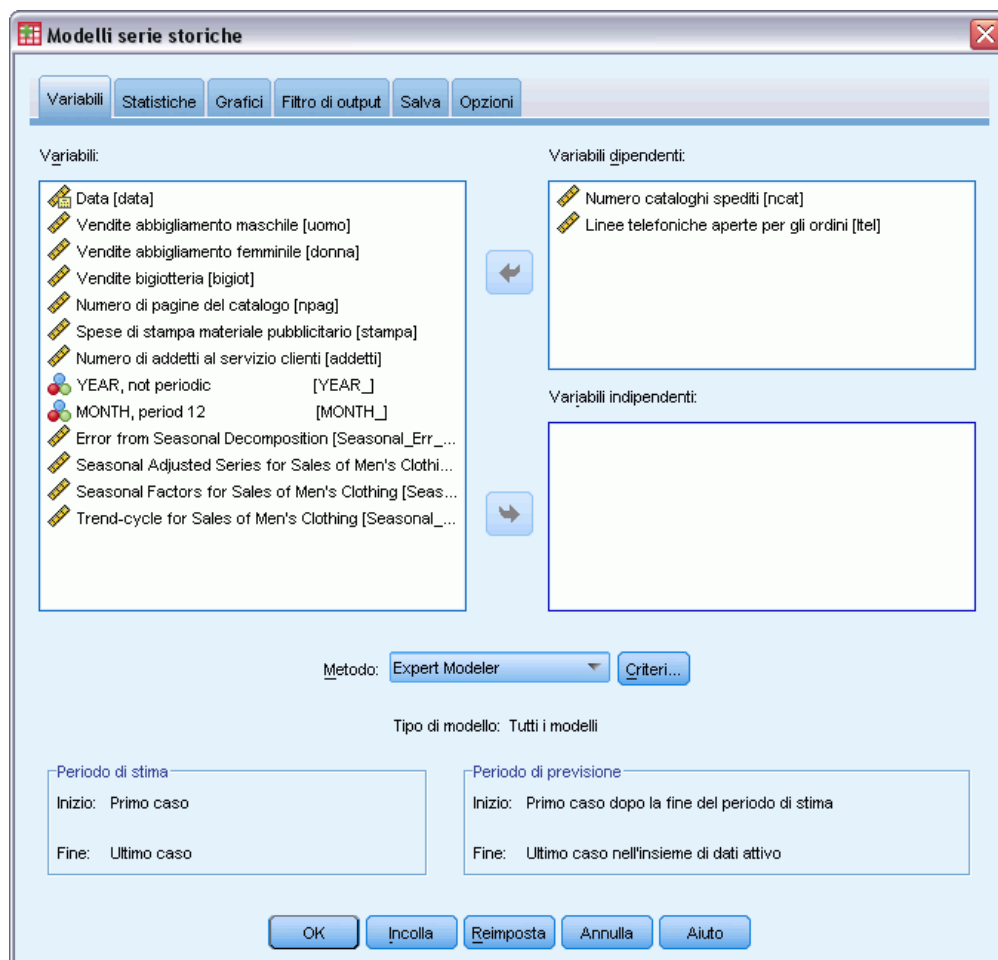 Modelli serie storiche
Variabili Statistiche Grafici Filtro di output Salva Opzioni
Variabili:
Data [data]
Vendite abbigliamento maschile [uomo]
Vendite abbigliamento femminile [donna]
Vendite bigiotteria [bigiot]
Numero di pagine del catalogo [npag]
Spese di stampa materiale pubblicitario [stampa]
Numero di addetti al servizio clienti [addetti]
YEAR, not periodic [YEAR_]
MONTH, period 12 [MONTH_]
Error from Seasonal Decomposition [Seasonal_Err_...
Seasonal Adjusted Series for Sales of Men's Clothi...
Seasonal Factors for Sales of Men's Clothing [Seas...
Trend-cycle for Sales of Men's Clothing [Seasonal_...
Variabili dipendenti:
Numero cataloghi spediti [ncat]
Linee telefoniche aperte per gli ordini [ltel]
Variabili indipendenti:
Metodo: Expert Modeler Criteri...
Tipo di modello: Tutti i modelli
Periodo di stima
Inizio: Primo caso
Fine: Ultimo caso
Periodo di previsione
Inizio: Primo caso dopo la fine del periodo di stima
Fine: Ultimo caso nell'insieme di dati attivo
OK Incolla Reimposta Annulla Aiuto